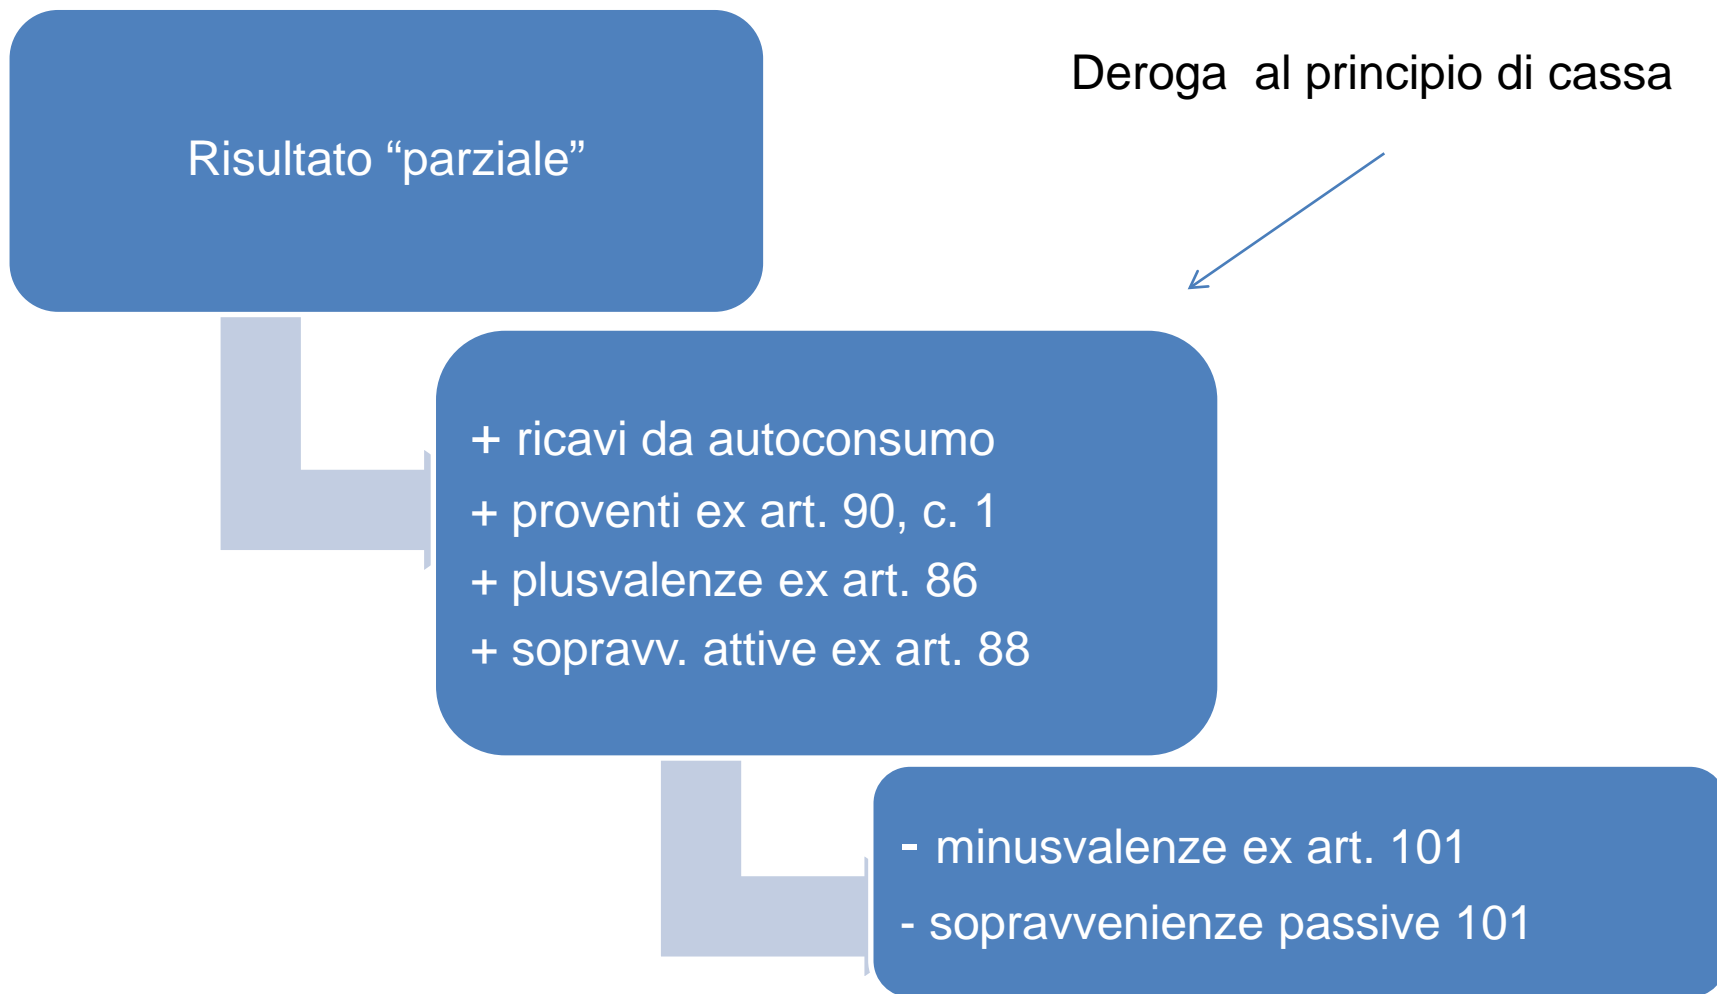 Deroga al principio di cassa
Risultato “parziale”
+ ricavi da autoconsumo
+ proventi ex art. 90, c. 1
+ plusvalenze ex art. 86
+ sopravv. attive ex art. 88
- minusvalenze ex art. 101
- sopravvenienze passive 101